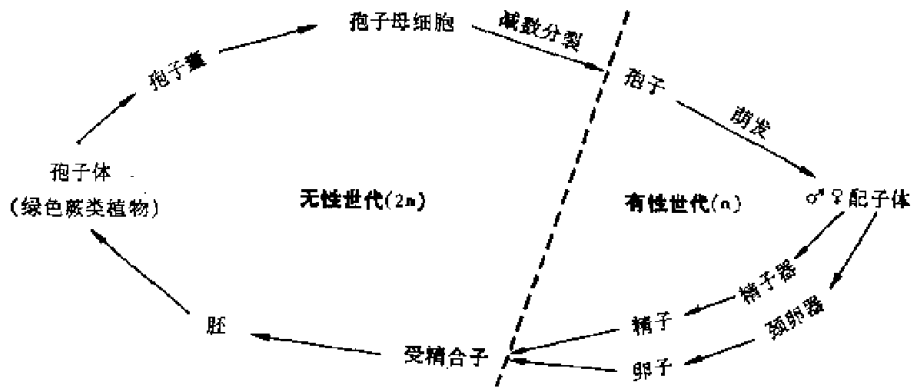 孢子母细胞
减数分裂
孢子囊
孢子
萌发
孢子体
(绿色蕨类植物)
无性世代(2n)
有性世代(n)
♂♀配子体
精子器
颈卵器
精子
卵子
胚
受精合子